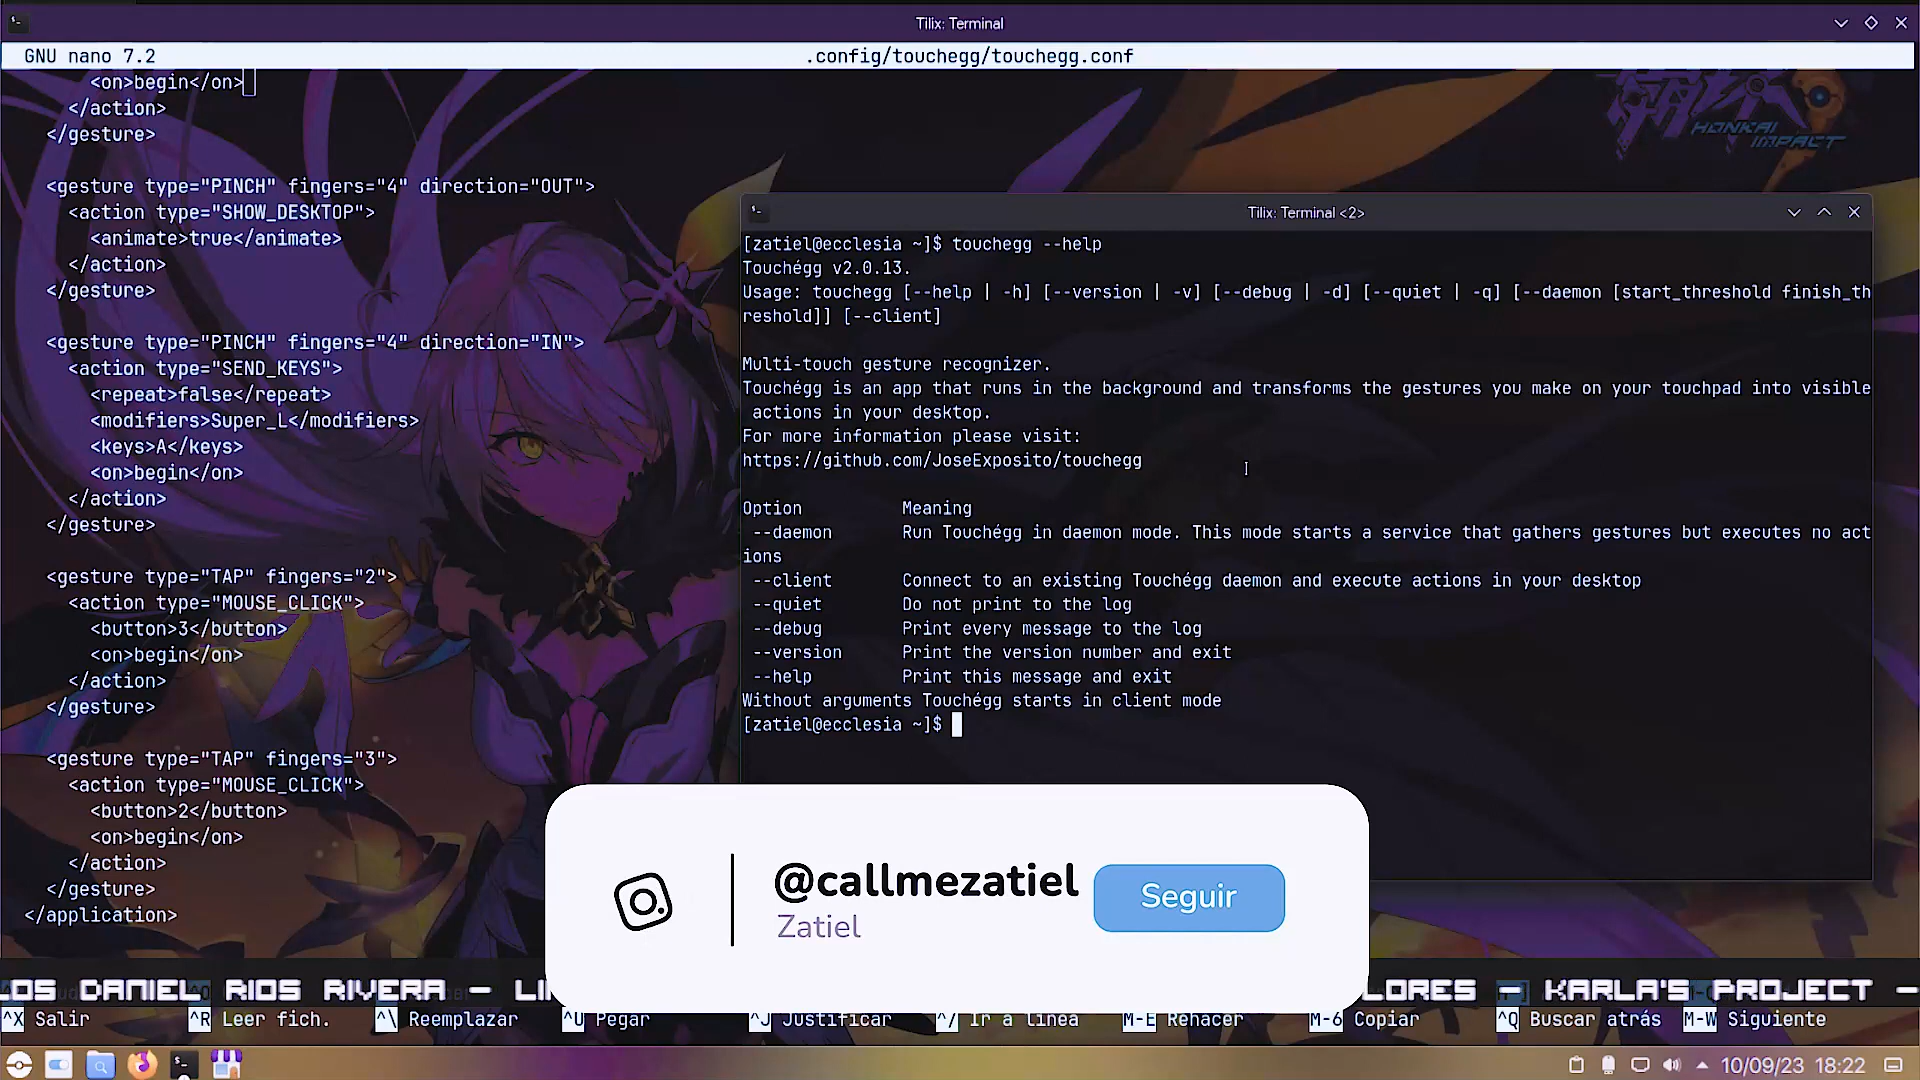 Tilix: Terminal
GNU nano 7.2 .config/touchegg/touchegg.conf
<on>begin</on>
</action>
</gesture>
<gesture type="PINCH" fingers="4" direction="OUT">
<action type="SHOW_DESKTOP">
<animate>true</animate>
</action>
</gesture>
<gesture type="PINCH" fingers="4" direction="IN">
<action type="SEND_KEYS">
<repeat>false</repeat>
<modifiers>Super_L</modifiers>
<keys>A</keys>
<on>begin</on>
</action>
</gesture>
<gesture type="TAP" fingers="2">
<action type="MOUSE_CLICK">
<button>3</button>
<on>begin</on>
</action>
</gesture>
<gesture type="TAP" fingers="3">
<action type="MOUSE_CLICK">
<button>2</button>
<on>begin</on>
</action>
</gesture>
</application>
HONKAI
IMPACT
Tilix: Terminal <2>
[zatiel@ecclesia ~]$ touchegg --help
Touchégg v2.0.13.
Usage: touchegg [--help | -h] [--version | -v] [--debug | -d] [--quiet | -q] [--daemon [start_threshold finish_th
reshold]] [--client]
Multi-touch gesture recognizer.
Touchégg is an app that runs in the background and transforms the gestures you make on your touchpad into visible
actions in your desktop.
For more information please visit:
https://github.com/JoseExposito/touchegg
Option Meaning
--daemon Run Touchégg in daemon mode. This mode starts a service that gathers gestures but executes no act
ions
--client Connect to an existing Touchégg daemon and execute actions in your desktop
--quiet Do not print to the log
--debug Print every message to the log
--version Print the version number and exit
--help Print this message and exit
Without arguments Touchégg starts in client mode
[zatiel@ecclesia ~]$
@callmezatiel
Zatiel
Seguir
LOS DANIEL RIOS RIVERA - LI LORES - KARLA'S PROJECT -
^X Salir ^R Leer fich. ^\ Reemplazar ^U Pegar ^J Justificar ^/ Ir a línea M-E Rehacer M-6 Copiar ^Q Buscar atrás M-W Siguiente
10/09/23 18:22